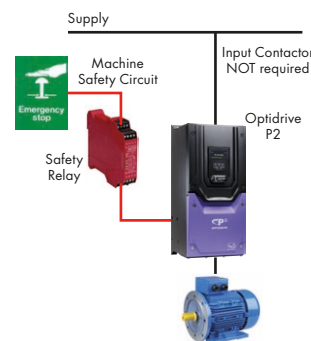 Supply
Machine
Safety Circuit
Input Contactor
NOT required
Emergency
stop
Optidrive
P2
Safety
Relay